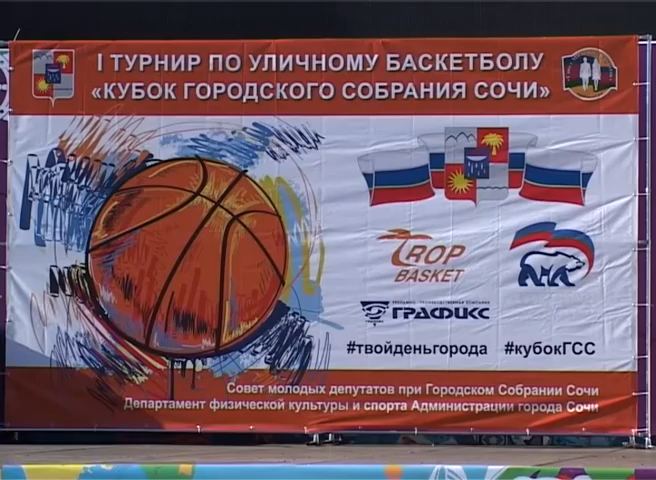 I ТУРНИР ПО УЛИЧНОМУ БАСКЕТБОЛУ
«КУБОК ГОРОДСКОГО СОБРАНИЯ СОЧИ»
TROP
BASKET
ГРАФИКС
#твойденьгорода #кубокГСС
Совет молодых депутатов при Городском Собрании Сочи
Департамент физической культуры и спорта Администрации города Сочи